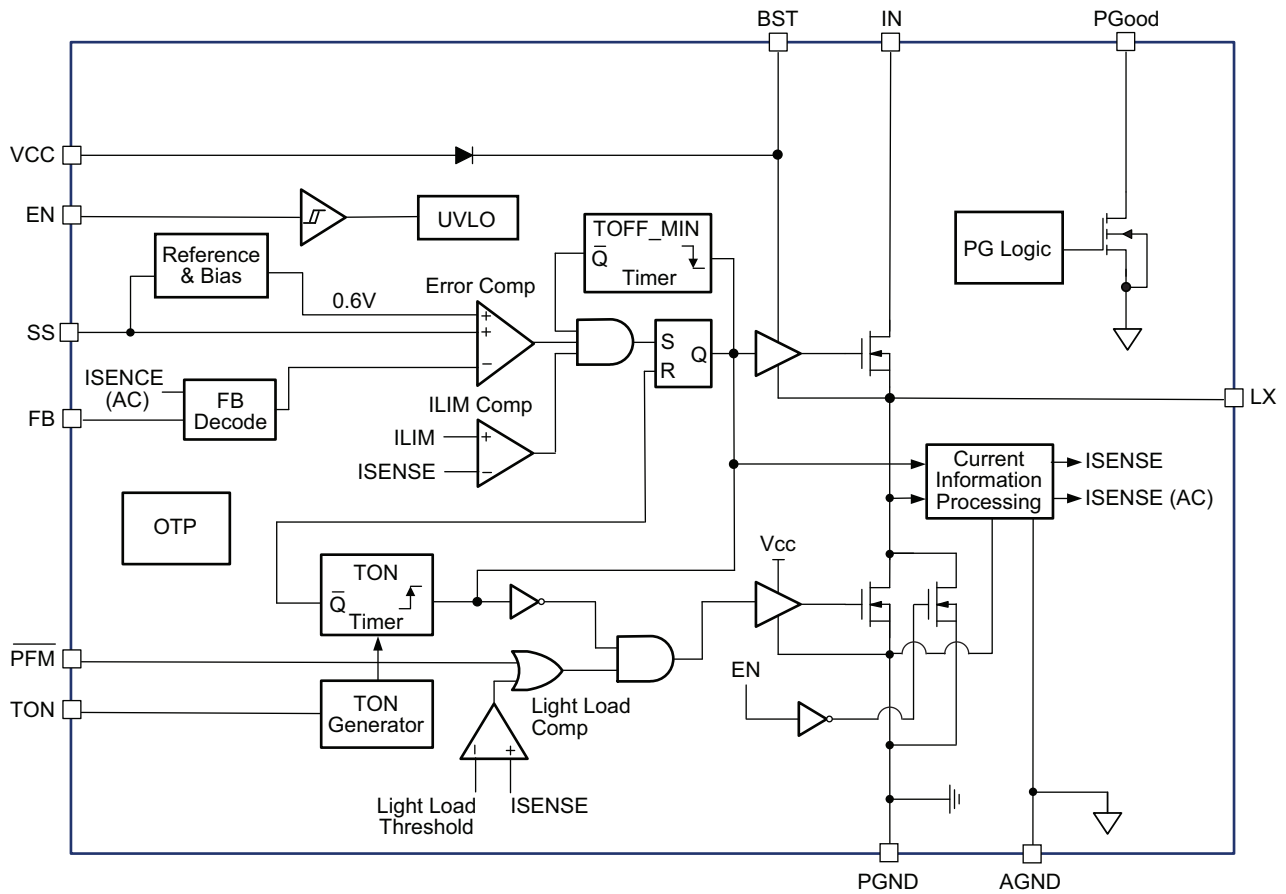 BST
IN
PGood
VCC
EN
UVLO
TOFF_MIN
Q̅
Timer
PG Logic
Reference
& Bias
0.6V
Error Comp
+
+
−
SS
S
R
Q
ISENCE
(AC)
FB
FB
Decode
ILIM Comp
ILIM
+
ISENSE
−
LX
Current
Information
Processing
ISENSE
ISENSE (AC)
OTP
TON
Q̅
Timer
Vcc
P̅F̅M̅
TON
TON
Generator
Light Load
Comp
EN
−
+
Light Load
Threshold
ISENSE
PGND
AGND